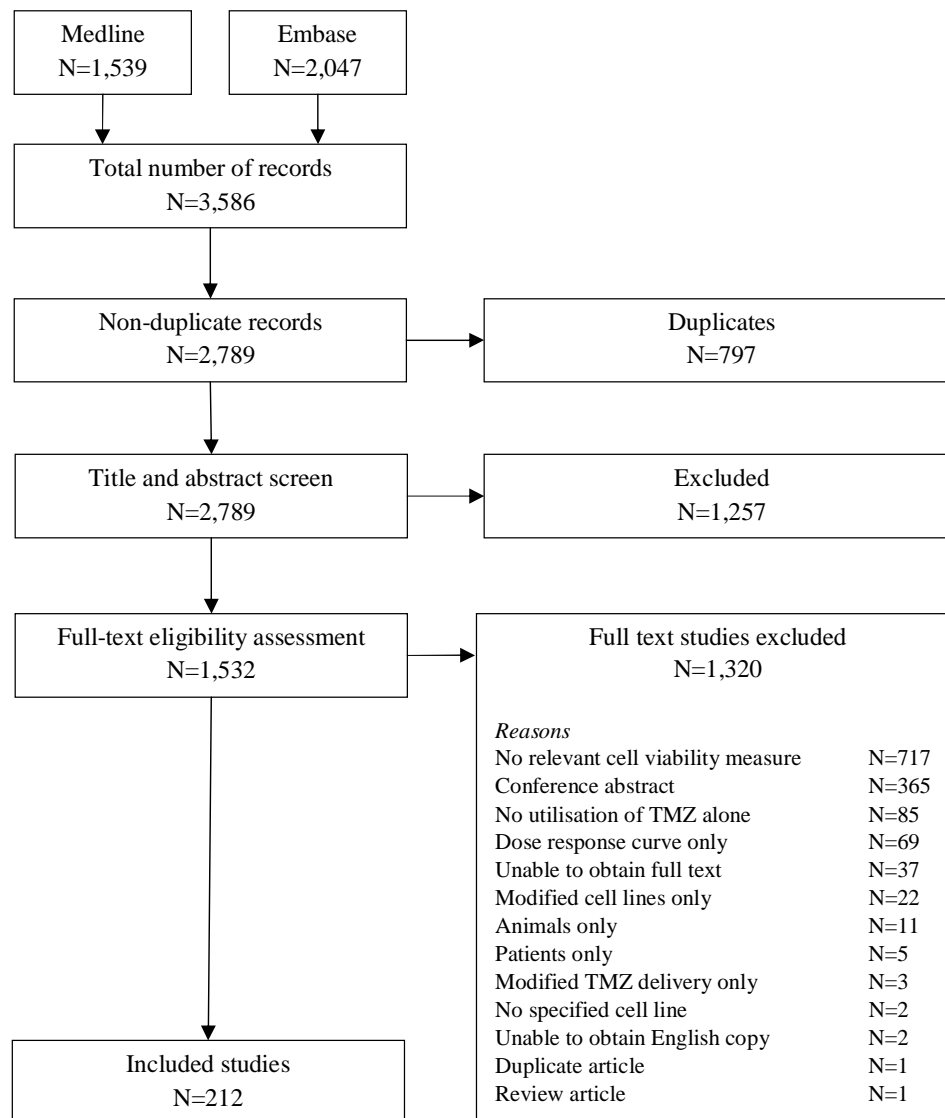 Medline
N=1,539
Embase
N=2,047
Total number of records
N=3,586
Non-duplicate records
N=2,789
Duplicates
N=797
Title and abstract screen
N=2,789
Excluded
N=1,257
Full-text eligibility assessment
N=1,532
Full text studies excluded
N=1,320
Reasons
No relevant cell viability measure N=717
Conference abstract N=365
No utilisation of TMZ alone N=85
Dose response curve only N=69
Unable to obtain full text N=37
Modified cell lines only N=22
Animals only N=11
Patients only N=5
Modified TMZ delivery only N=3
No specified cell line N=2
Unable to obtain English copy N=2
Duplicate article N=1
Review article N=1
Included studies
N=212